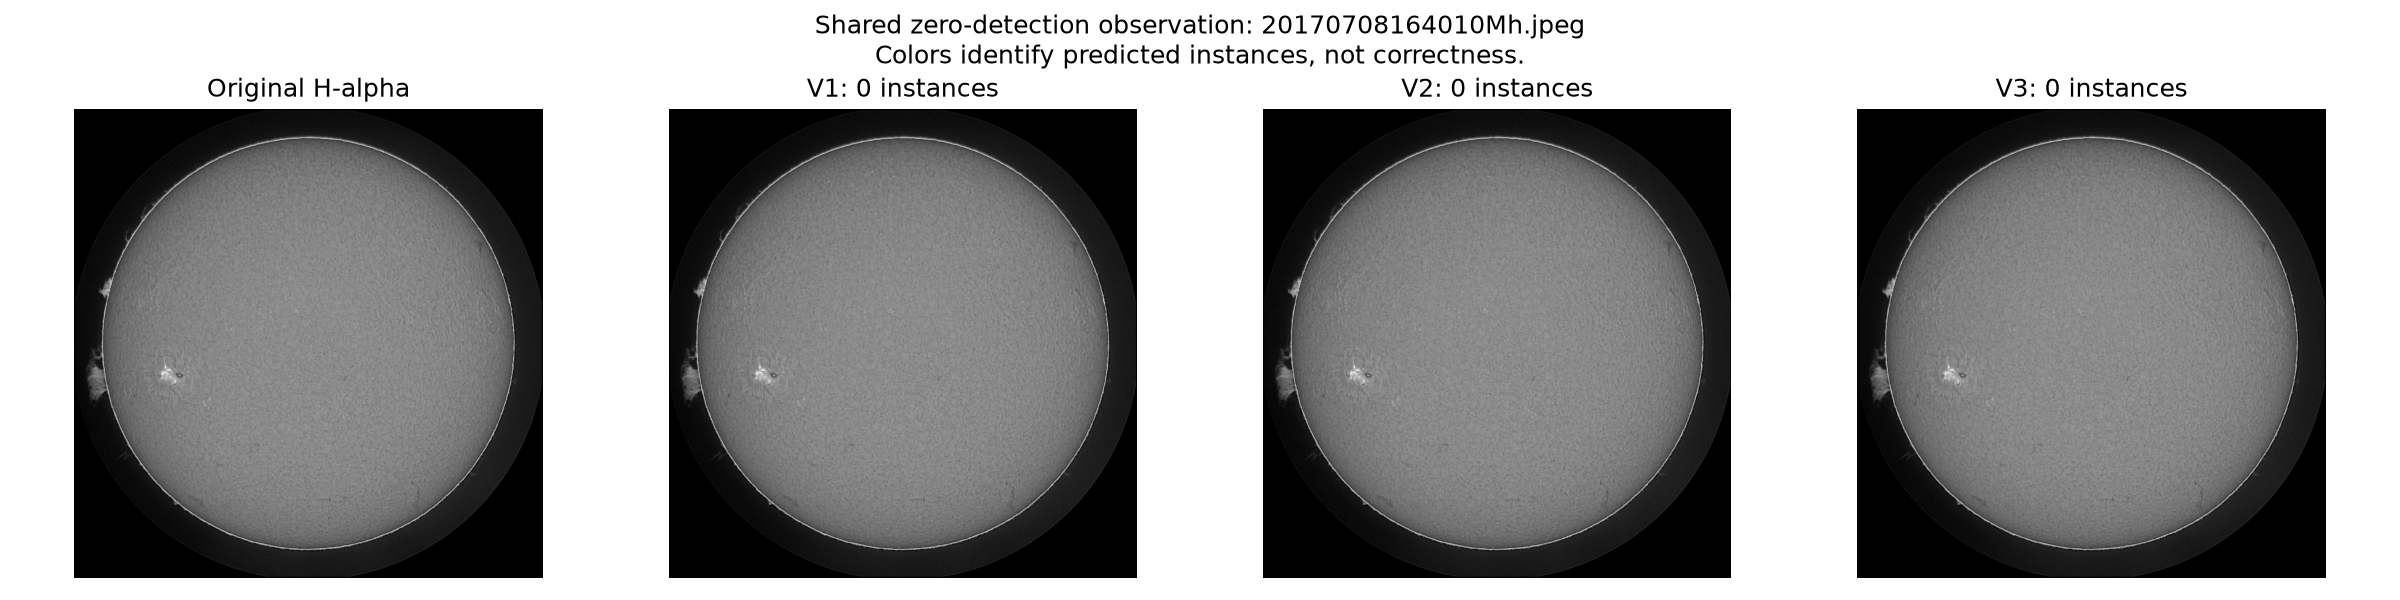 Shared zero-detection observation: 20170708164010Mh.jpeg
Colors identify predicted instances, not correctness.
Original H-alpha
V1: 0 instances
V2: 0 instances
V3: 0 instances